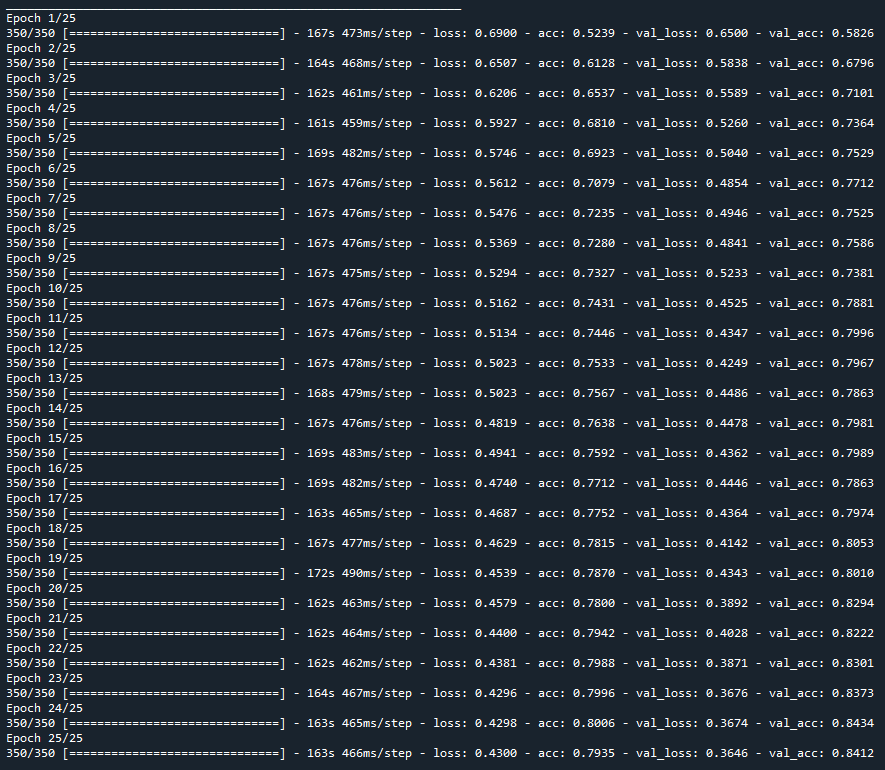 Epoch 1/25
350/350 [==============================] - 167s 473ms/step - loss: 0.6900 - acc: 0.5239 - val_loss: 0.6500 - val_acc: 0.5826
Epoch 2/25
350/350 [==============================] - 164s 468ms/step - loss: 0.6507 - acc: 0.6128 - val_loss: 0.5838 - val_acc: 0.6796
Epoch 3/25
350/350 [==============================] - 162s 461ms/step - loss: 0.6206 - acc: 0.6537 - val_loss: 0.5589 - val_acc: 0.7101
Epoch 4/25
350/350 [==============================] - 161s 459ms/step - loss: 0.5927 - acc: 0.6810 - val_loss: 0.5260 - val_acc: 0.7364
Epoch 5/25
350/350 [==============================] - 169s 482ms/step - loss: 0.5746 - acc: 0.6923 - val_loss: 0.5040 - val_acc: 0.7529
Epoch 6/25
350/350 [==============================] - 167s 476ms/step - loss: 0.5612 - acc: 0.7079 - val_loss: 0.4854 - val_acc: 0.7712
Epoch 7/25
350/350 [==============================] - 167s 476ms/step - loss: 0.5476 - acc: 0.7235 - val_loss: 0.4946 - val_acc: 0.7525
Epoch 8/25
350/350 [==============================] - 167s 476ms/step - loss: 0.5369 - acc: 0.7280 - val_loss: 0.4841 - val_acc: 0.7586
Epoch 9/25
350/350 [==============================] - 167s 475ms/step - loss: 0.5294 - acc: 0.7327 - val_loss: 0.5233 - val_acc: 0.7381
Epoch 10/25
350/350 [==============================] - 167s 476ms/step - loss: 0.5162 - acc: 0.7431 - val_loss: 0.4525 - val_acc: 0.7881
Epoch 11/25
350/350 [==============================] - 167s 476ms/step - loss: 0.5134 - acc: 0.7446 - val_loss: 0.4347 - val_acc: 0.7996
Epoch 12/25
350/350 [==============================] - 167s 478ms/step - loss: 0.5023 - acc: 0.7533 - val_loss: 0.4249 - val_acc: 0.7967
Epoch 13/25
350/350 [==============================] - 168s 479ms/step - loss: 0.5023 - acc: 0.7567 - val_loss: 0.4486 - val_acc: 0.7863
Epoch 14/25
350/350 [==============================] - 167s 476ms/step - loss: 0.4819 - acc: 0.7638 - val_loss: 0.4478 - val_acc: 0.7981
Epoch 15/25
350/350 [==============================] - 169s 483ms/step - loss: 0.4941 - acc: 0.7592 - val_loss: 0.4362 - val_acc: 0.7989
Epoch 16/25
350/350 [==============================] - 169s 482ms/step - loss: 0.4740 - acc: 0.7712 - val_loss: 0.4446 - val_acc: 0.7863
Epoch 17/25
350/350 [==============================] - 163s 465ms/step - loss: 0.4687 - acc: 0.7752 - val_loss: 0.4364 - val_acc: 0.7974
Epoch 18/25
350/350 [==============================] - 167s 477ms/step - loss: 0.4629 - acc: 0.7815 - val_loss: 0.4142 - val_acc: 0.8053
Epoch 19/25
350/350 [==============================] - 172s 490ms/step - loss: 0.4539 - acc: 0.7870 - val_loss: 0.4343 - val_acc: 0.8010
Epoch 20/25
350/350 [==============================] - 162s 463ms/step - loss: 0.4579 - acc: 0.7800 - val_loss: 0.3892 - val_acc: 0.8294
Epoch 21/25
350/350 [==============================] - 162s 464ms/step - loss: 0.4400 - acc: 0.7942 - val_loss: 0.4028 - val_acc: 0.8222
Epoch 22/25
350/350 [==============================] - 162s 462ms/step - loss: 0.4381 - acc: 0.7988 - val_loss: 0.3871 - val_acc: 0.8301
Epoch 23/25
350/350 [==============================] - 164s 467ms/step - loss: 0.4296 - acc: 0.7996 - val_loss: 0.3676 - val_acc: 0.8373
Epoch 24/25
350/350 [==============================] - 163s 465ms/step - loss: 0.4298 - acc: 0.8006 - val_loss: 0.3674 - val_acc: 0.8434
Epoch 25/25
350/350 [==============================] - 163s 466ms/step - loss: 0.4300 - acc: 0.7935 - val_loss: 0.3646 - val_acc: 0.8412